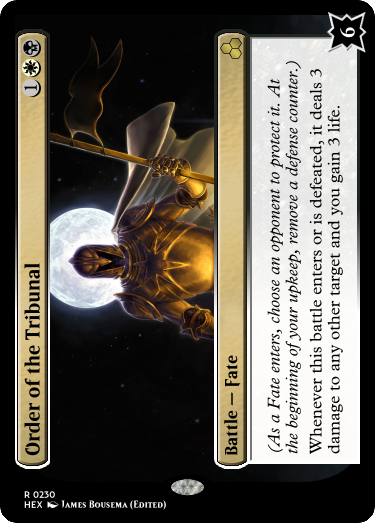 Order of the Tribunal 1
Battle — Fate
(As a Fate enters, choose an opponent to protect it. At
the beginning of your upkeep, remove a defense counter.)
Whenever this battle enters or is defeated, it deals 3
damage to any other target and you gain 3 life.
6
R 0230
HEX James Bousema (Edited)